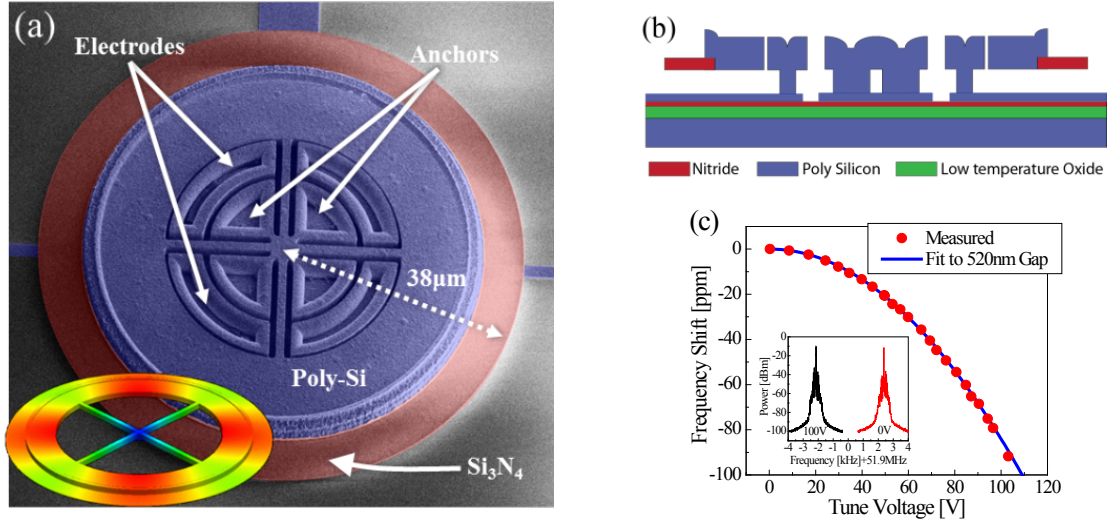 (a)
Electrodes
Anchors
38μm
Poly-Si
Si₃N₄
(b)
Nitride
Poly Silicon
Low temperature Oxide
(c)
Measured
Fit to 520nm Gap
Frequency Shift [ppm]
0
-20
-40
-60
-80
-100
Power [dBm]
0
-20
-40
-60
-80
-100
100V
0V
-4 -3 -2 -1 0 1 2 3 4
Frequency [kHz]+51.9MHz
0 20 40 60 80 100 120
Tune Voltage [V]